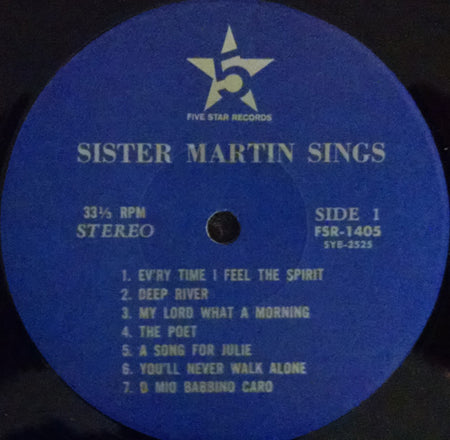 5
FIVE STAR RECORDS
SISTER MARTIN SINGS
33⅓ RPM
STEREO
SIDE 1
FSR-1405
SYB-2525
1. EV'RY TIME I FEEL THE SPIRIT
2. DEEP RIVER
3. MY LORD WHAT A MORNING
4. THE POET
5. A SONG FOR JULIE
6. YOU'LL NEVER WALK ALONE
7. O MIO BABBINO CARO